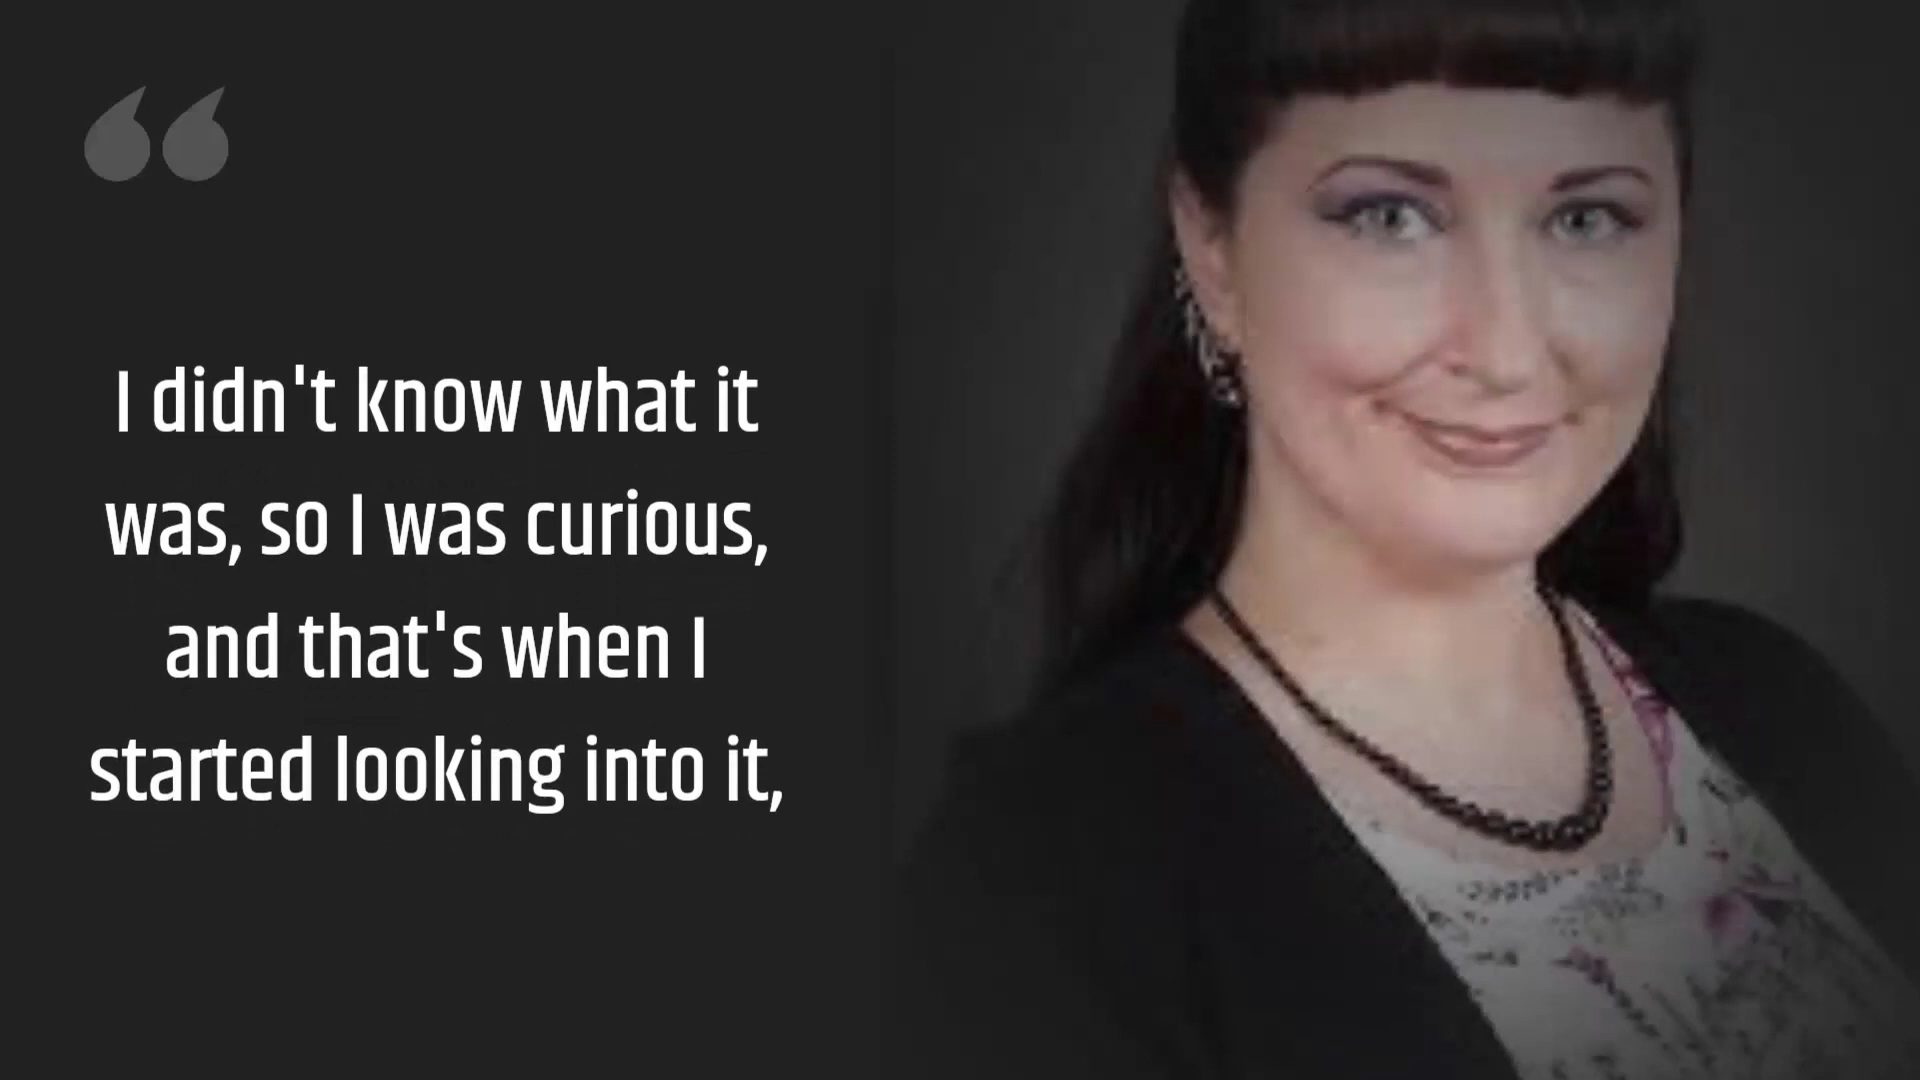 “
I didn't know what it
was, so I was curious,
and that's when I
started looking into it,